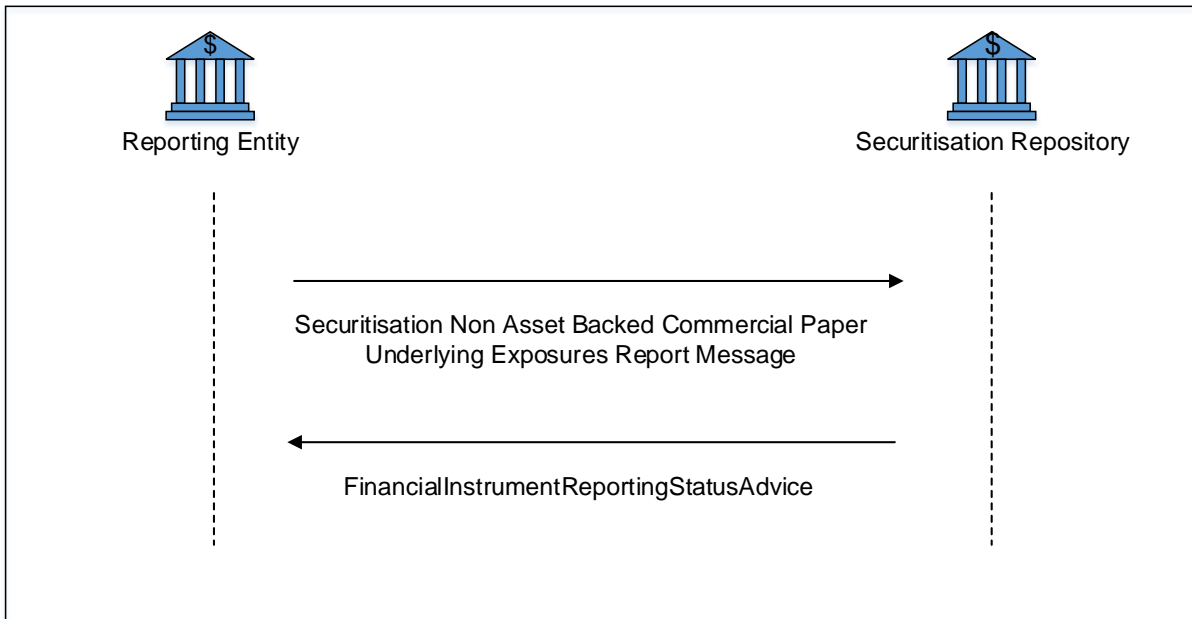 $
$
Reporting Entity
Securitisation Repository
Securitisation Non Asset Backed Commercial Paper
Underlying Exposures Report Message
FinancialInstrumentReportingStatusAdvice